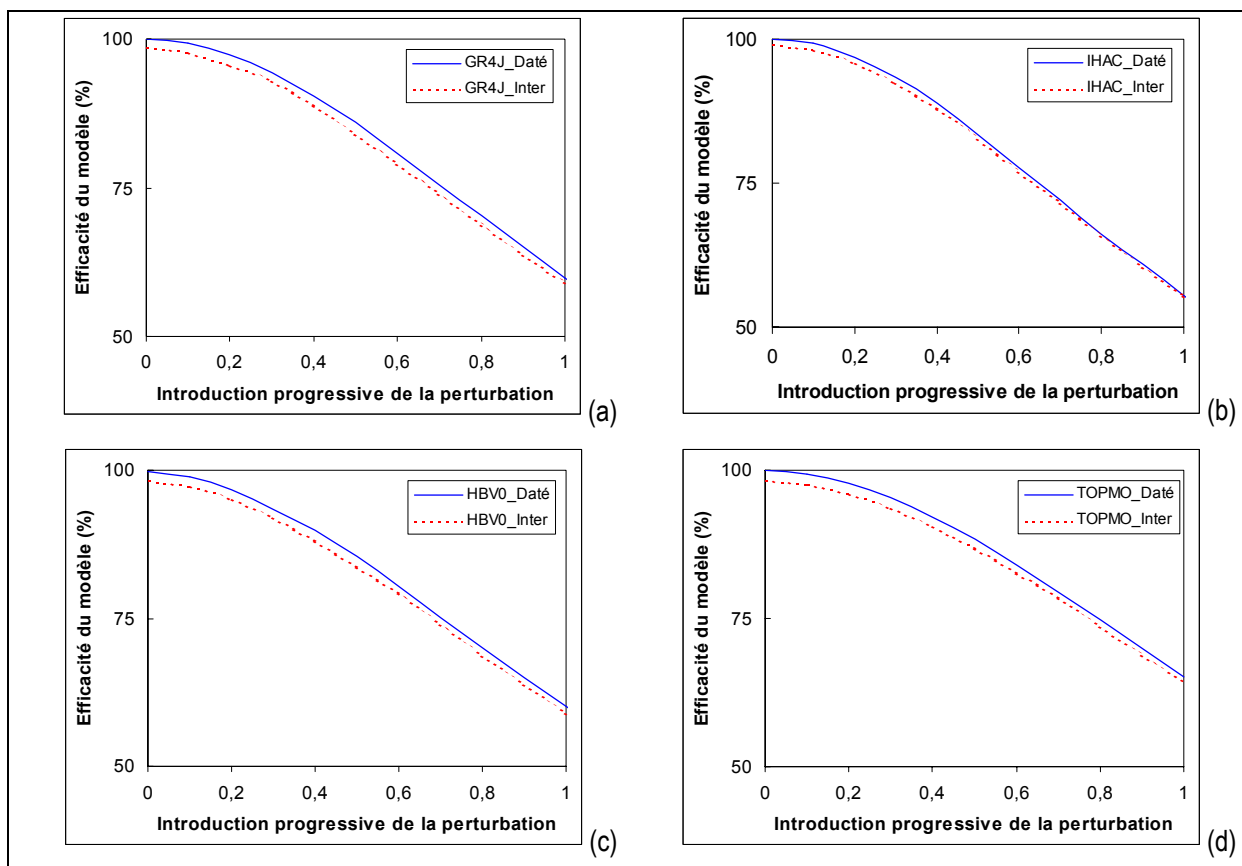 100
75
50
0
0,2
0,4
0,6
0,8
1
Efficacité du modèle (%)
Introduction progressive de la perturbation
GR4J_Daté
GR4J_Inter
(a)
100
75
50
0
0,2
0,4
0,6
0,8
1
Efficacité du modèle (%)
Introduction progressive de la perturbation
IHAC_Daté
IHAC_Inter
(b)
100
75
50
0
0,2
0,4
0,6
0,8
1
Efficacité du modèle (%)
Introduction progressive de la perturbation
HBV0_Daté
HBV0_Inter
(c)
100
75
50
0
0,2
0,4
0,6
0,8
1
Efficacité du modèle (%)
Introduction progressive de la perturbation
TOPMO_Daté
TOPMO_Inter
(d)